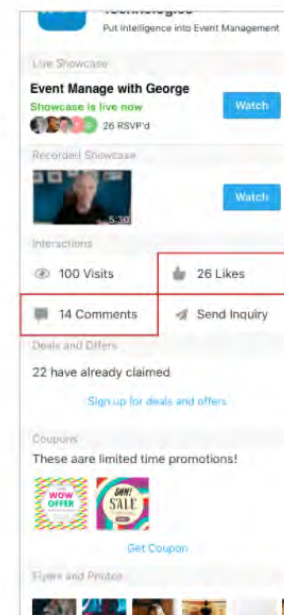 Technologies
Put Intelligence into Event Management
Live Showcase
Event Manage with George
Showcase is live now
Watch
26 RSVP'd
Recorded Showcase
5:30
Watch
Interactions
100 Visits
26 Likes
14 Comments
Send Inquiry
Deals and Offers
22 have already claimed
Sign up for deals and offers
Coupons
These aare limited time promotions!
WOW
OFFER
SALE
Get Coupon
Flyers and Photos